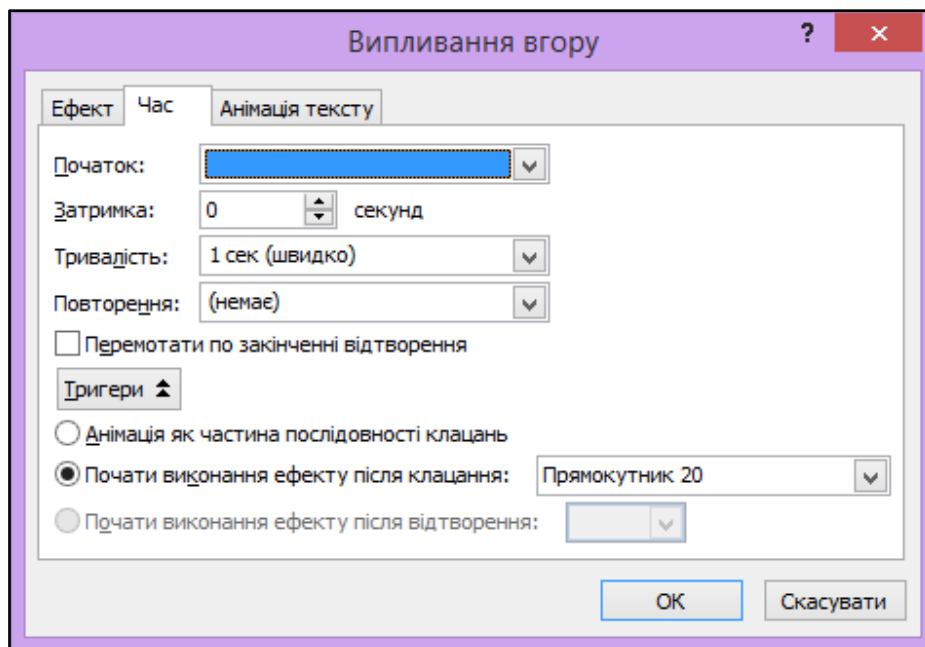 Випливання вгору ? ×
Ефект Час Анімація тексту
Початок:
Затримка: 0 секунд
Тривалість: 1 сек (швидко)
Повторення: (немає)
Перемотати по закінченні відтворення
Тригери
Анімація як частина послідовності клацань
Почати виконання ефекту після клацання: Прямокутник 20
Почати виконання ефекту після відтворення:
ОК Скасувати